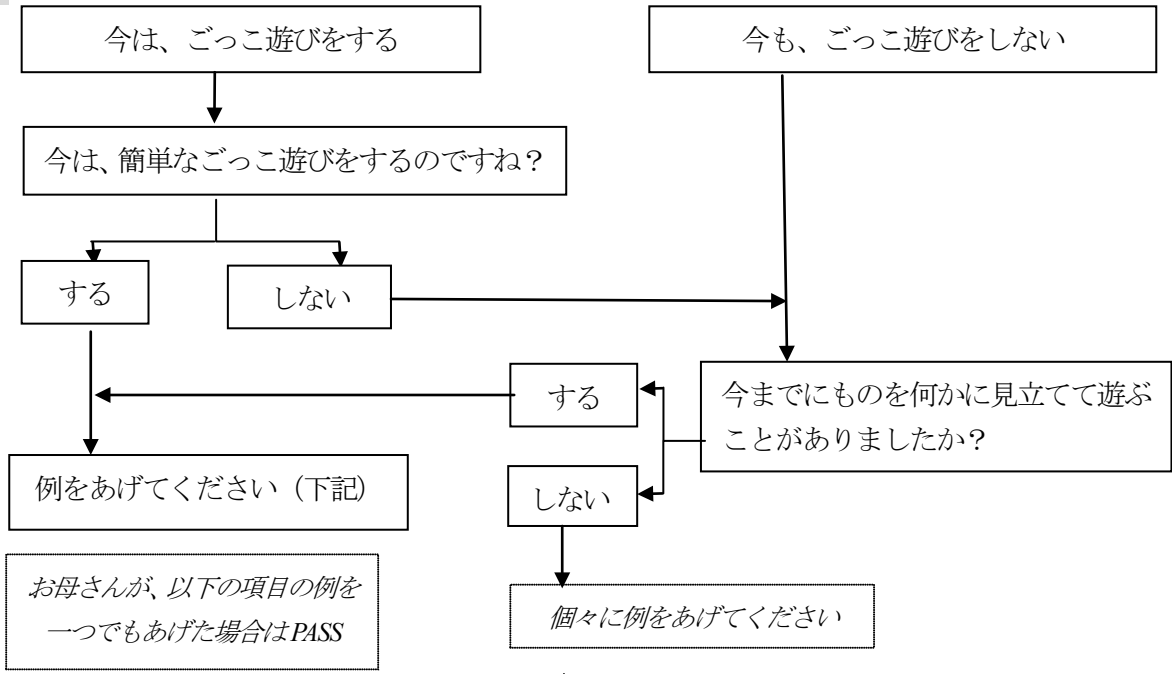 今は、ごっこ遊びをする
今も、ごっこ遊びをしない
今は、簡単なごっこ遊びをするのですね？
する
しない
する
今までにものを何かに見立てて遊ぶ
ことがありましたか？
しない
例をあげてください（下記）
お母さんが、以下の項目の例を
一つでもあげた場合はPASS
個々に例をあげてください